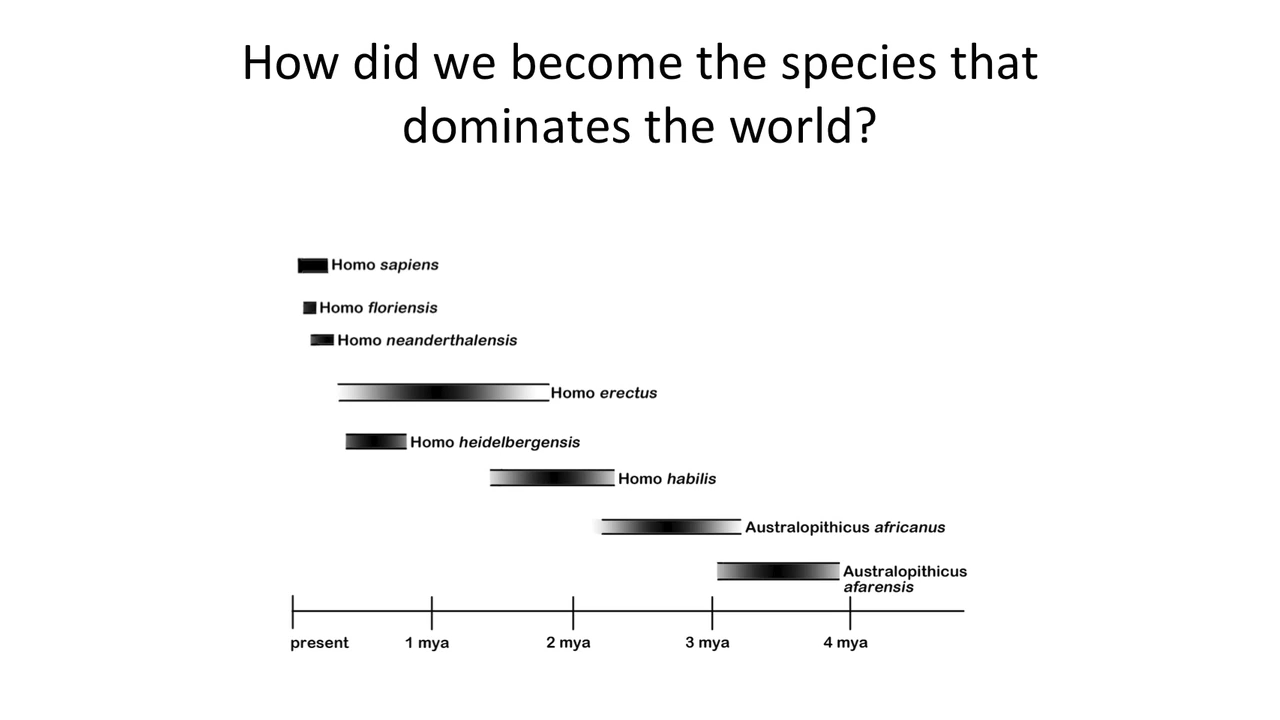 How did we become the species that
dominates the world?
Homo sapiens
Homo floriensis
Homo neanderthalensis
Homo erectus
Homo heidelbergensis
Homo habilis
Australopithicus africanus
Australopithicus
afarensis
present 1 mya 2 mya 3 mya 4 mya